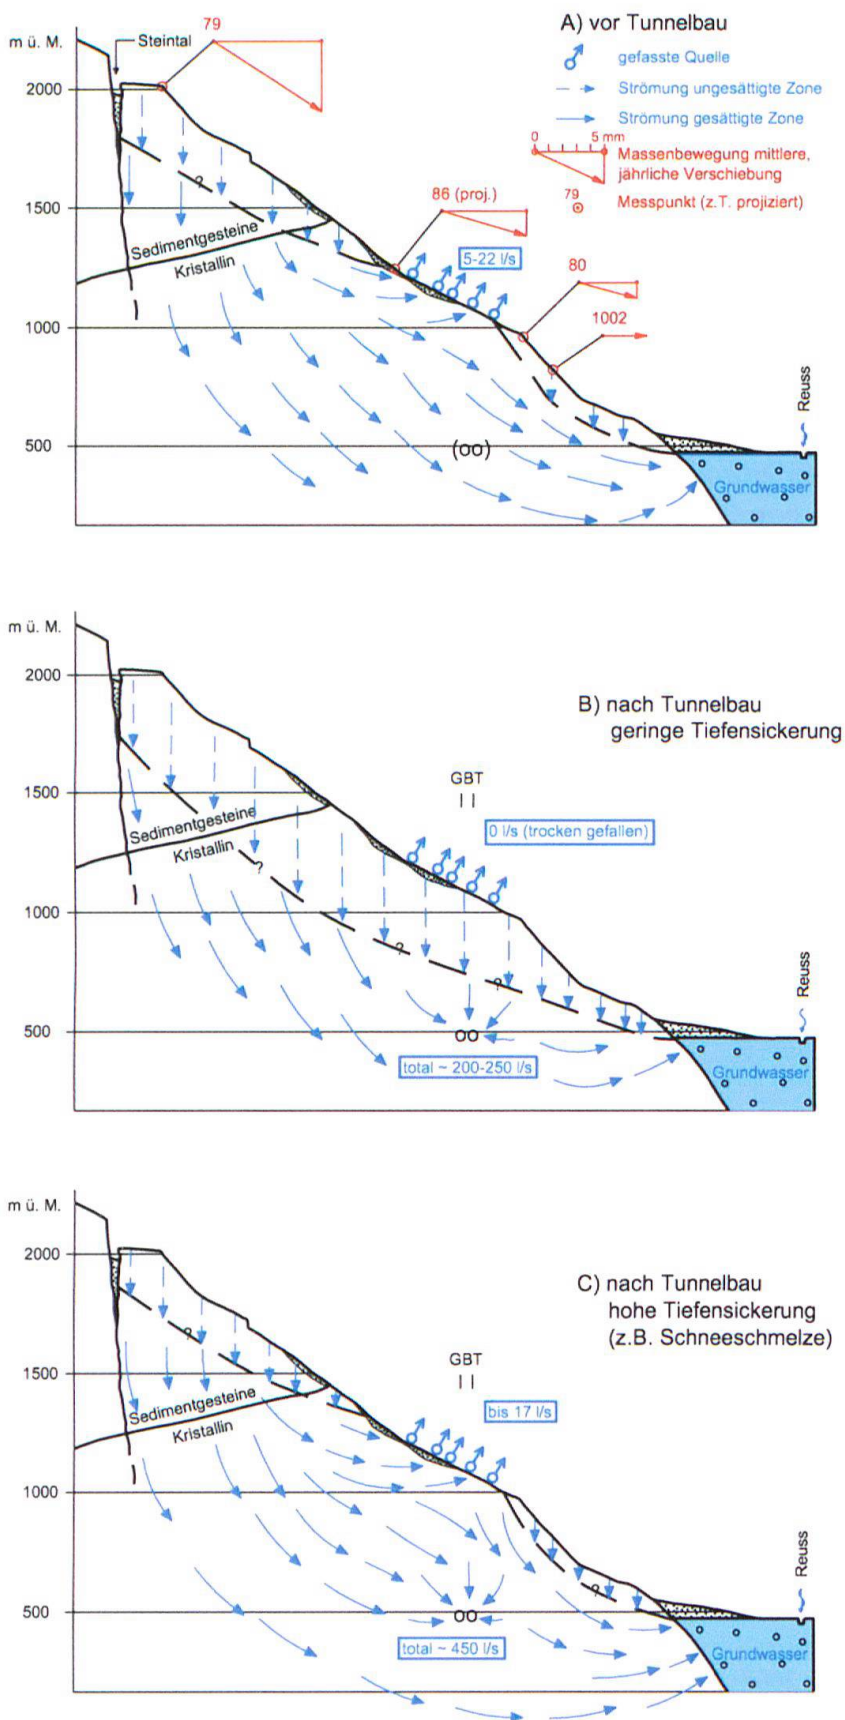 A) vor Tunnelbau
gefasste Quelle
Strömung ungesättigte Zone
Strömung gesättigte Zone
0 5 mm
Massenbewegung mittlere,
jährliche Verschiebung
79
Messpunkt (z.T. projiziert)
m ü. M.
Steintal
79
2000
?
1500
86 (proj.)
5-22 l/s
Sedimentgesteine
Kristallin
80
1000
1002
Reuss
500
(oo)
Grundwasser
m ü. M.
2000
B) nach Tunnelbau
geringe Tiefensickerung
GBT
1500
0 l/s (trocken gefallen)
Sedimentgesteine
Kristallin
?
1000
?
?
Reuss
500
oo
total ~ 200-250 l/s
Grundwasser
m ü. M.
2000
C) nach Tunnelbau
hohe Tiefensickerung
(z.B. Schneeschmelze)
?
GBT
1500
bis 17 l/s
Sedimentgesteine
Kristallin
1000
Reuss
?
500
oo
total ~ 450 l/s
Grundwasser